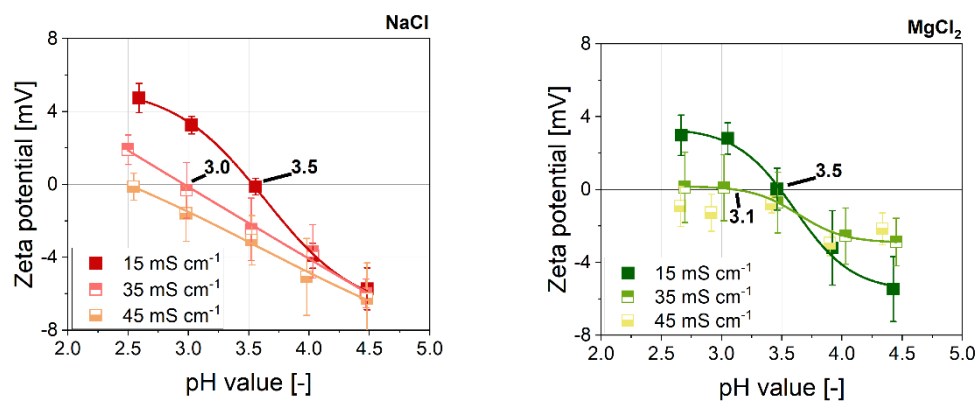 NaCl
Zeta potential [mV]
8
4
0
-4
-8
3.0
3.5
15 mS cm⁻¹
35 mS cm⁻¹
45 mS cm⁻¹
2.0 2.5 3.0 3.5 4.0 4.5 5.0
pH value [-]
MgCl₂
Zeta potential [mV]
8
4
0
-4
-8
3.5
3.1
15 mS cm⁻¹
35 mS cm⁻¹
45 mS cm⁻¹
2.0 2.5 3.0 3.5 4.0 4.5 5.0
pH value [-]